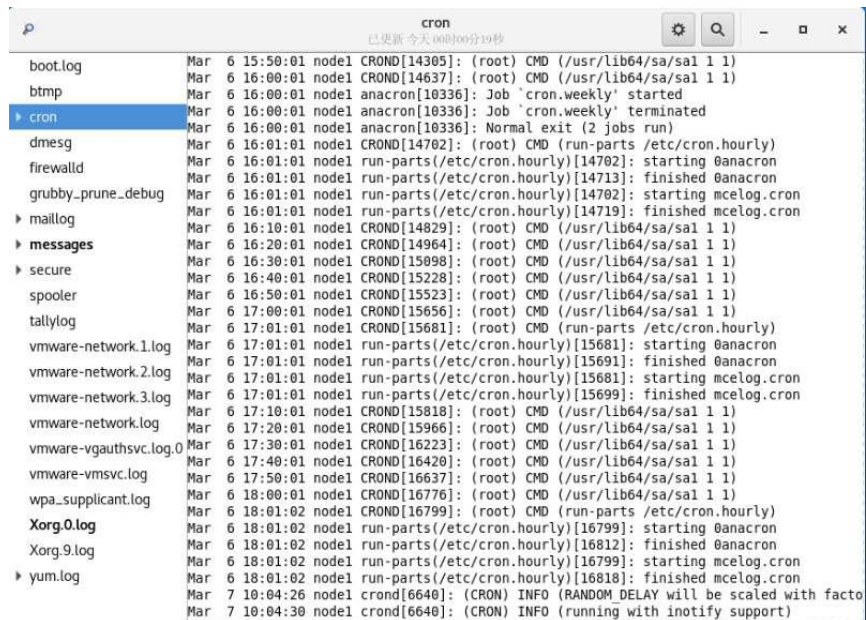 cron
已更新 今天 00时00分19秒
boot.log
btmp
cron
dmesg
firewalld
grubby_prune_debug
maillog
messages
secure
spooler
tallylog
vmware-network.1.log
vmware-network.2.log
vmware-network.3.log
vmware-network.log
vmware-vgauthsvc.log.0
vmware-vmsvc.log
wpa_supplicant.log
Xorg.0.log
Xorg.9.log
yum.log
Mar  6 15:50:01 node1 CROND[14305]: (root) CMD (/usr/lib64/sa/sa1 1 1)
Mar  6 16:00:01 node1 CROND[14637]: (root) CMD (/usr/lib64/sa/sa1 1 1)
Mar  6 16:00:01 node1 anacron[10336]: Job `cron.weekly' started
Mar  6 16:00:01 node1 anacron[10336]: Job `cron.weekly' terminated
Mar  6 16:00:01 node1 anacron[10336]: Normal exit (2 jobs run)
Mar  6 16:01:01 node1 CROND[14702]: (root) CMD (run-parts /etc/cron.hourly)
Mar  6 16:01:01 node1 run-parts(/etc/cron.hourly)[14702]: starting 0anacron
Mar  6 16:01:01 node1 run-parts(/etc/cron.hourly)[14713]: finished 0anacron
Mar  6 16:01:01 node1 run-parts(/etc/cron.hourly)[14702]: starting mcelog.cron
Mar  6 16:01:01 node1 run-parts(/etc/cron.hourly)[14719]: finished mcelog.cron
Mar  6 16:10:01 node1 CROND[14829]: (root) CMD (/usr/lib64/sa/sa1 1 1)
Mar  6 16:20:01 node1 CROND[14964]: (root) CMD (/usr/lib64/sa/sa1 1 1)
Mar  6 16:30:01 node1 CROND[15098]: (root) CMD (/usr/lib64/sa/sa1 1 1)
Mar  6 16:40:01 node1 CROND[15228]: (root) CMD (/usr/lib64/sa/sa1 1 1)
Mar  6 16:50:01 node1 CROND[15523]: (root) CMD (/usr/lib64/sa/sa1 1 1)
Mar  6 17:00:01 node1 CROND[15656]: (root) CMD (/usr/lib64/sa/sa1 1 1)
Mar  6 17:01:01 node1 CROND[15681]: (root) CMD (run-parts /etc/cron.hourly)
Mar  6 17:01:01 node1 run-parts(/etc/cron.hourly)[15681]: starting 0anacron
Mar  6 17:01:01 node1 run-parts(/etc/cron.hourly)[15691]: finished 0anacron
Mar  6 17:01:01 node1 run-parts(/etc/cron.hourly)[15681]: starting mcelog.cron
Mar  6 17:01:01 node1 run-parts(/etc/cron.hourly)[15699]: finished mcelog.cron
Mar  6 17:10:01 node1 CROND[15818]: (root) CMD (/usr/lib64/sa/sa1 1 1)
Mar  6 17:20:01 node1 CROND[15966]: (root) CMD (/usr/lib64/sa/sa1 1 1)
Mar  6 17:30:01 node1 CROND[16223]: (root) CMD (/usr/lib64/sa/sa1 1 1)
Mar  6 17:40:01 node1 CROND[16420]: (root) CMD (/usr/lib64/sa/sa1 1 1)
Mar  6 17:50:01 node1 CROND[16637]: (root) CMD (/usr/lib64/sa/sa1 1 1)
Mar  6 18:00:01 node1 CROND[16776]: (root) CMD (/usr/lib64/sa/sa1 1 1)
Mar  6 18:01:02 node1 CROND[16799]: (root) CMD (run-parts /etc/cron.hourly)
Mar  6 18:01:02 node1 run-parts(/etc/cron.hourly)[16799]: starting 0anacron
Mar  6 18:01:02 node1 run-parts(/etc/cron.hourly)[16812]: finished 0anacron
Mar  6 18:01:02 node1 run-parts(/etc/cron.hourly)[16799]: starting mcelog.cron
Mar  6 18:01:02 node1 run-parts(/etc/cron.hourly)[16818]: finished mcelog.cron
Mar  7 10:04:26 node1 crond[6640]: (CRON) INFO (RANDOM_DELAY will be scaled with facto
Mar  7 10:04:30 node1 crond[6640]: (CRON) INFO (running with inotify support)